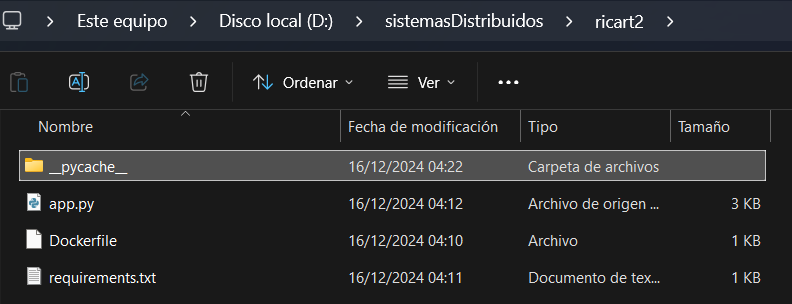 Este equipo > Disco local (D:) > sistemasDistribuidos > ricart2 >
Ordenar Ver ...
Nombre Fecha de modificación Tipo Tamaño
__pycache__ 16/12/2024 04:22 Carpeta de archivos
app.py 16/12/2024 04:12 Archivo de origen ... 3 KB
Dockerfile 16/12/2024 04:10 Archivo 1 KB
requirements.txt 16/12/2024 04:11 Documento de tex... 1 KB